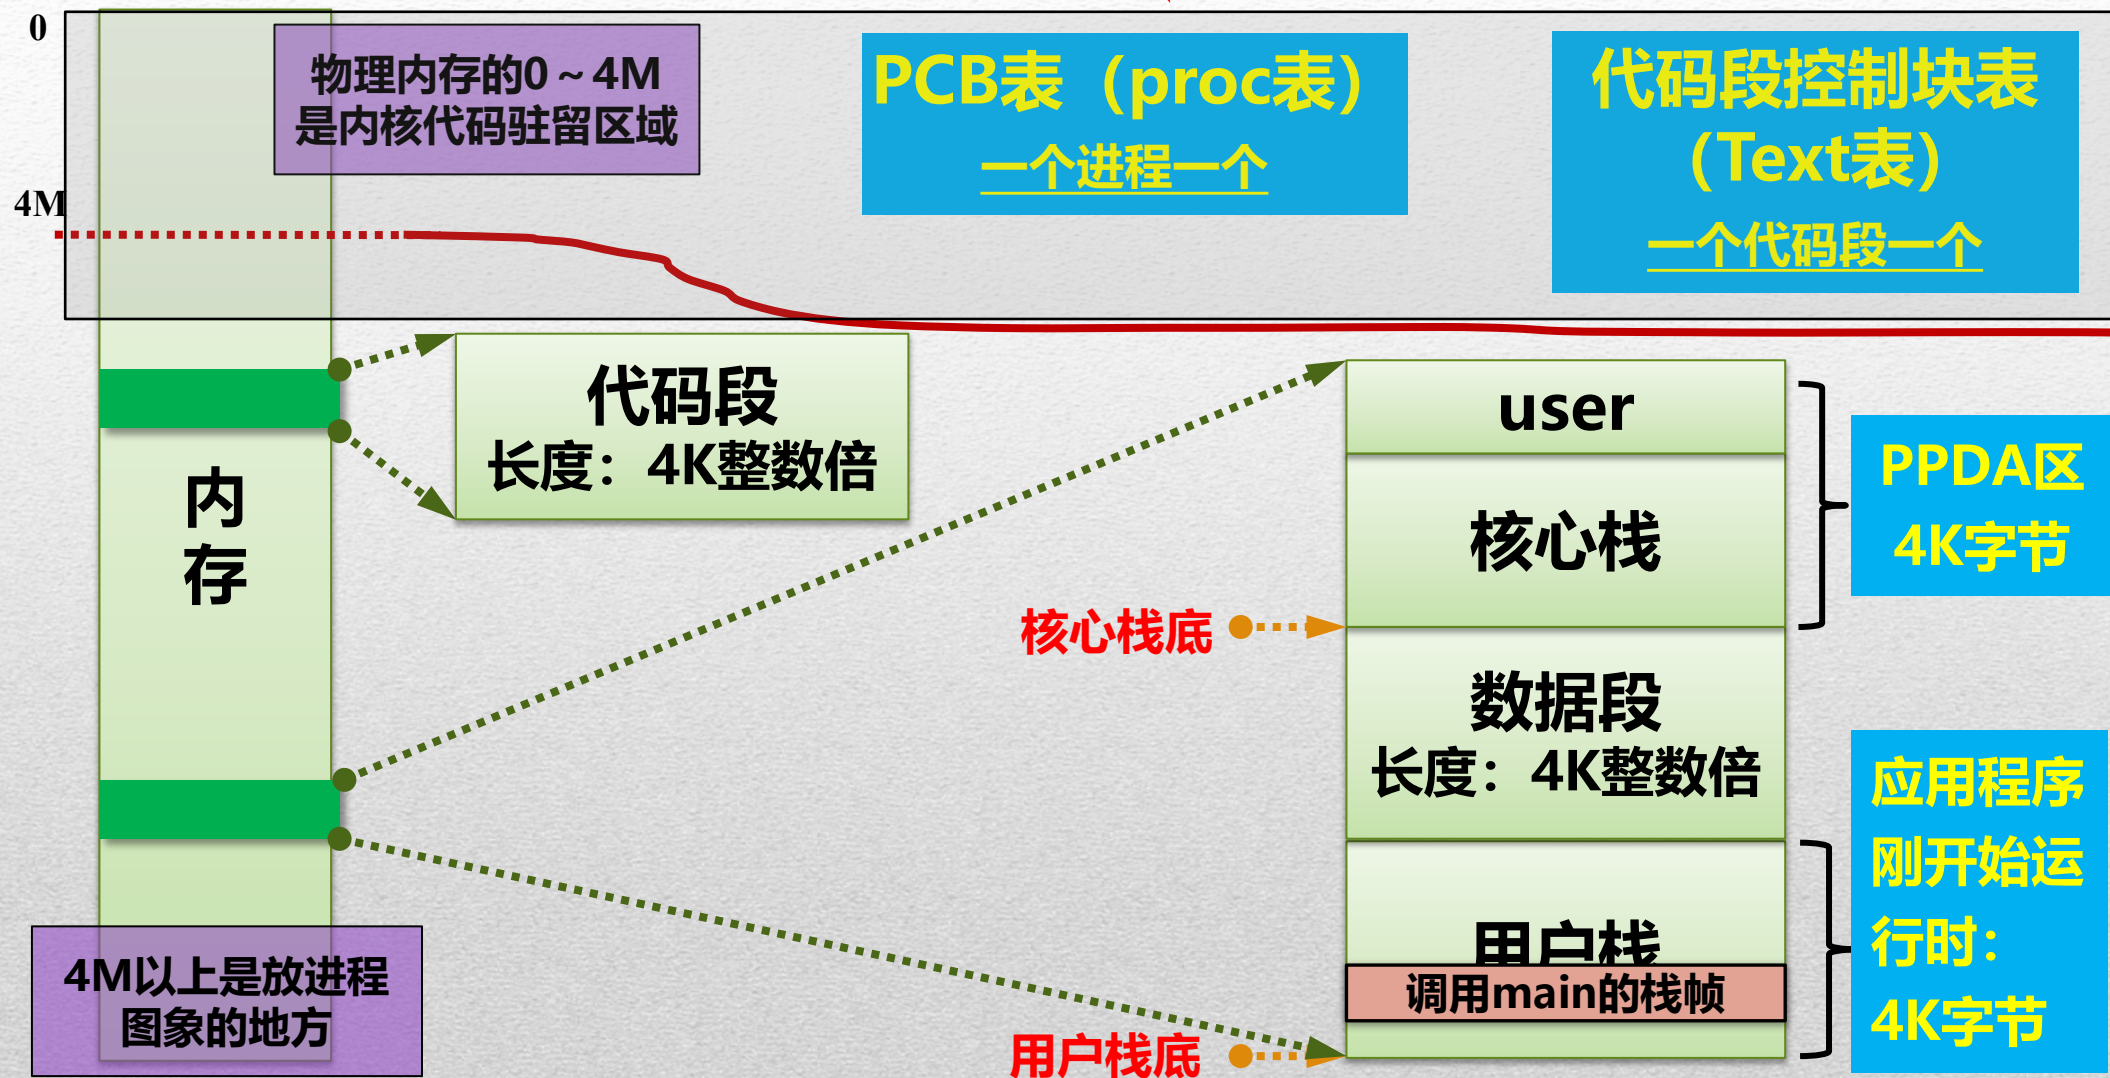 0
物理内存的0～4M
是内核代码驻留区域
PCB表（proc表）
一个进程一个
代码段控制块表
（Text表）
一个代码段一个
4M
代码段
长度：4K整数倍
内
存
user
核心栈
PPDA区
4K字节
核心栈底
数据段
长度：4K整数倍
应用程序
刚开始运
行时：
4K字节
用户栈
调用main的栈帧
4M以上是放进程
图象的地方
用户栈底